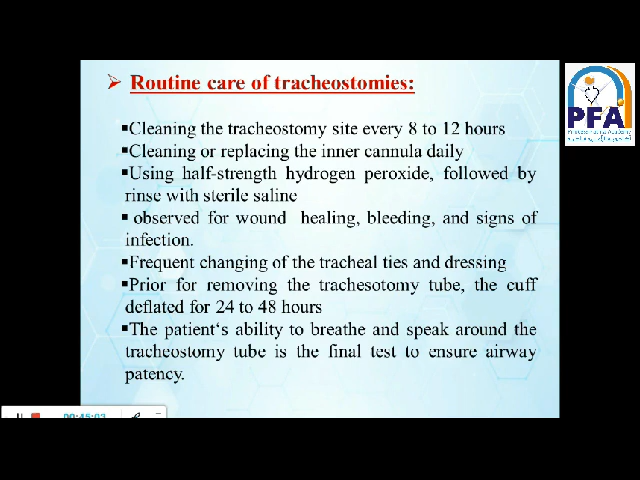 ➢ Routine care of tracheostomies:
▪Cleaning the tracheostomy site every 8 to 12 hours
▪Cleaning or replacing the inner cannula daily
▪Using half-strength hydrogen peroxide, followed by
rinse with sterile saline
▪ observed for wound healing, bleeding, and signs of
infection.
▪Frequent changing of the tracheal ties and dressing
▪Prior for removing the trachesotomy tube, the cuff
deflated for 24 to 48 hours
▪The patient‘s ability to breathe and speak around the
tracheostomy tube is the final test to ensure airway
patency.
PFA
00:45:03